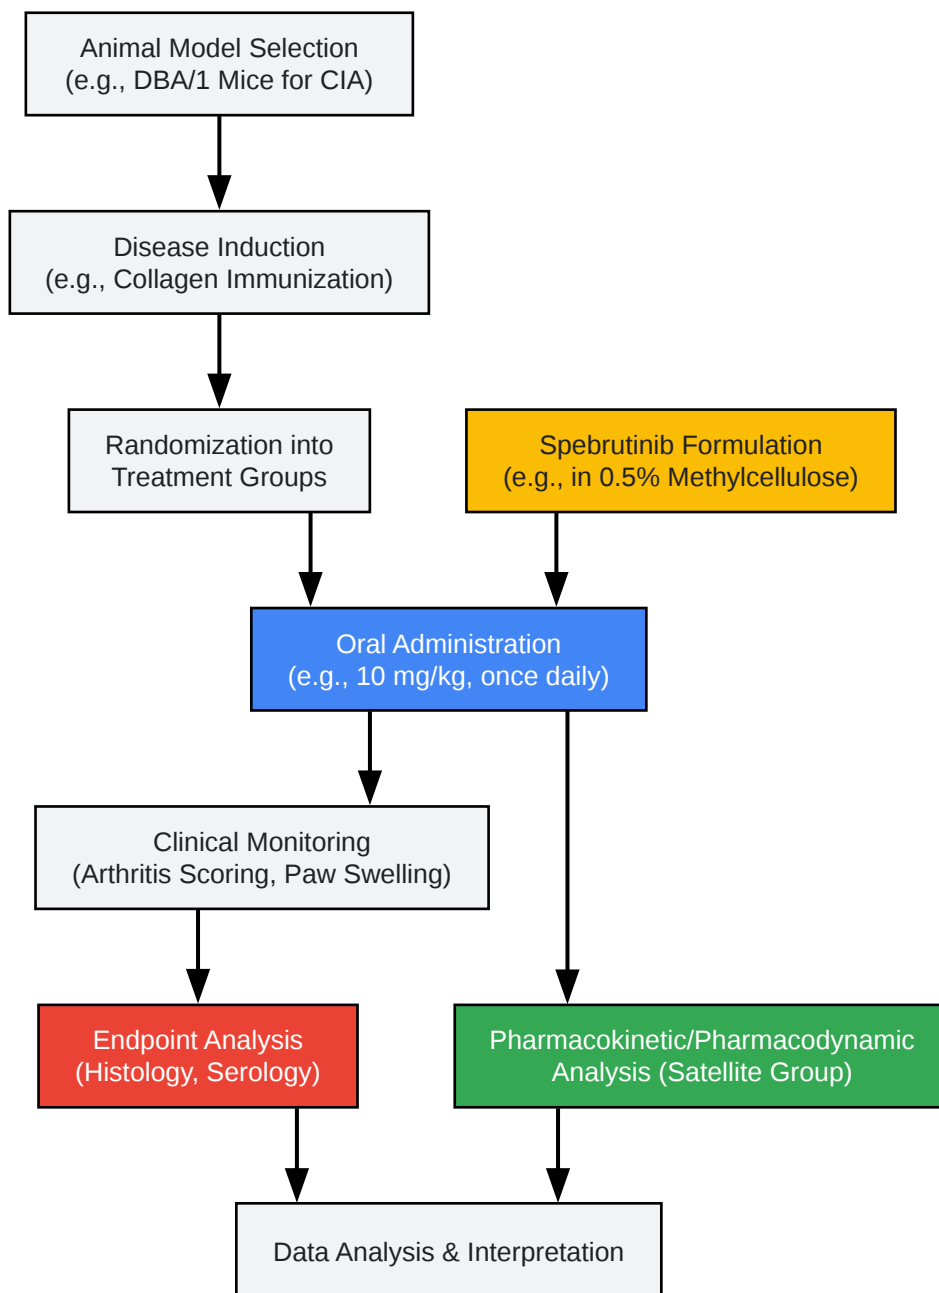 Animal Model Selection
(e.g., DBA/1 Mice for CIA)
Disease Induction
(e.g., Collagen Immunization)
Randomization into
Treatment Groups
Spebrutinib Formulation
(e.g., in 0.5% Methylcellulose)
Oral Administration
(e.g., 10 mg/kg, once daily)
Clinical Monitoring
(Arthritis Scoring, Paw Swelling)
Endpoint Analysis
(Histology, Serology)
Pharmacokinetic/Pharmacodynamic
Analysis (Satellite Group)
Data Analysis & Interpretation